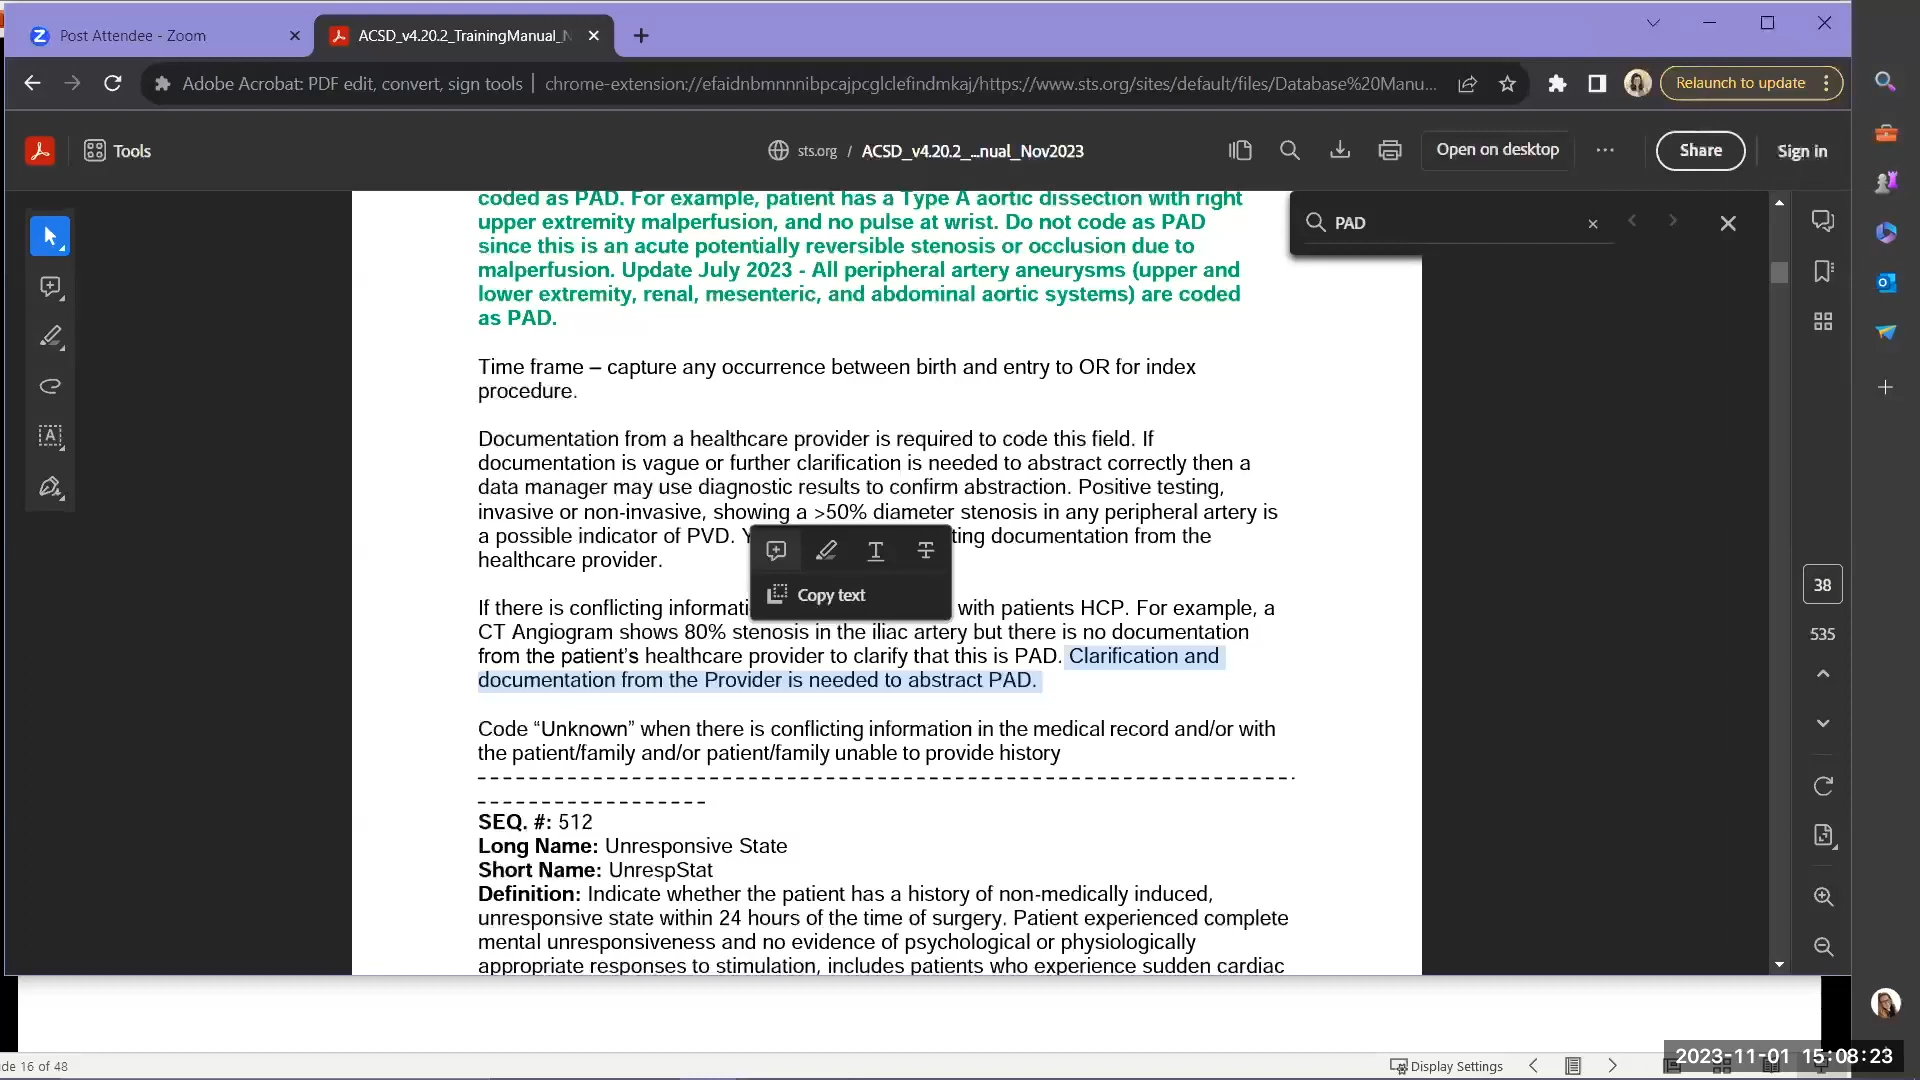 Post Attendee - Zoom
ACSD_v4.20.2_TrainingManual_N
Adobe Acrobat: PDF edit, convert, sign tools
chrome-extension://efaidnbmnnnibpcajpcglclefindmkaj/https://www.sts.org/sites/default/files/Database%20Manu...
Relaunch to update
Tools
sts.org / ACSD_v4.20.2_...nual_Nov2023
Open on desktop
Share
Sign in
PAD
coded as PAD. For example, patient has a Type A aortic dissection with right
upper extremity malperfusion, and no pulse at wrist. Do not code as PAD
since this is an acute potentially reversible stenosis or occlusion due to
malperfusion. Update July 2023 - All peripheral artery aneurysms (upper and
lower extremity, renal, mesenteric, and abdominal aortic systems) are coded
as PAD.
Time frame – capture any occurrence between birth and entry to OR for index
procedure.
Documentation from a healthcare provider is required to code this field. If
documentation is vague or further clarification is needed to abstract correctly then a
data manager may use diagnostic results to confirm abstraction. Positive testing,
invasive or non-invasive, showing a >50% diameter stenosis in any peripheral artery is
a possible indicator of PVD. Y ting documentation from the
healthcare provider.
Copy text
If there is conflicting informati with patients HCP. For example, a
CT Angiogram shows 80% stenosis in the iliac artery but there is no documentation
from the patient's healthcare provider to clarify that this is PAD. Clarification and
documentation from the Provider is needed to abstract PAD.
Code “Unknown” when there is conflicting information in the medical record and/or with
the patient/family and/or patient/family unable to provide history
SEQ. #: 512
Long Name: Unresponsive State
Short Name: UnrespStat
Definition: Indicate whether the patient has a history of non-medically induced,
unresponsive state within 24 hours of the time of surgery. Patient experienced complete
mental unresponsiveness and no evidence of psychological or physiologically
appropriate responses to stimulation, includes patients who experience sudden cardiac
38
535
de 16 of 48
Display Settings
2023-11-01 15:08:23